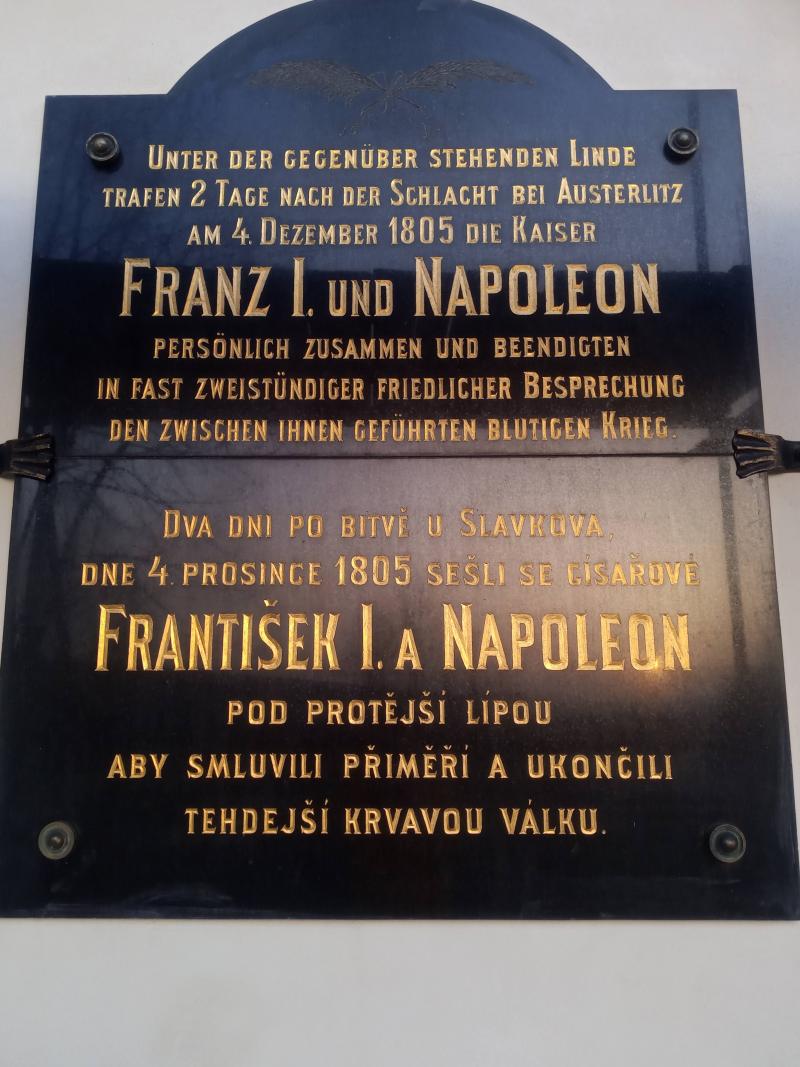 Unter der gegenüber stehenden Linde
trafen 2 Tage nach der Schlacht bei Austerlitz
am 4. Dezember 1805 die Kaiser
Franz I. und Napoleon
persönlich zusammen und beendigten
in fast zweistündiger friedlicher Besprechung
den zwischen ihnen geführten blutigen Krieg.
Dva dni po bitvě u Slavkova,
dne 4. prosince 1805 sešli se císařové
František I. a Napoleon
pod protější lípou
aby smluvili příměří a ukončili
tehdejší krvavou válku.